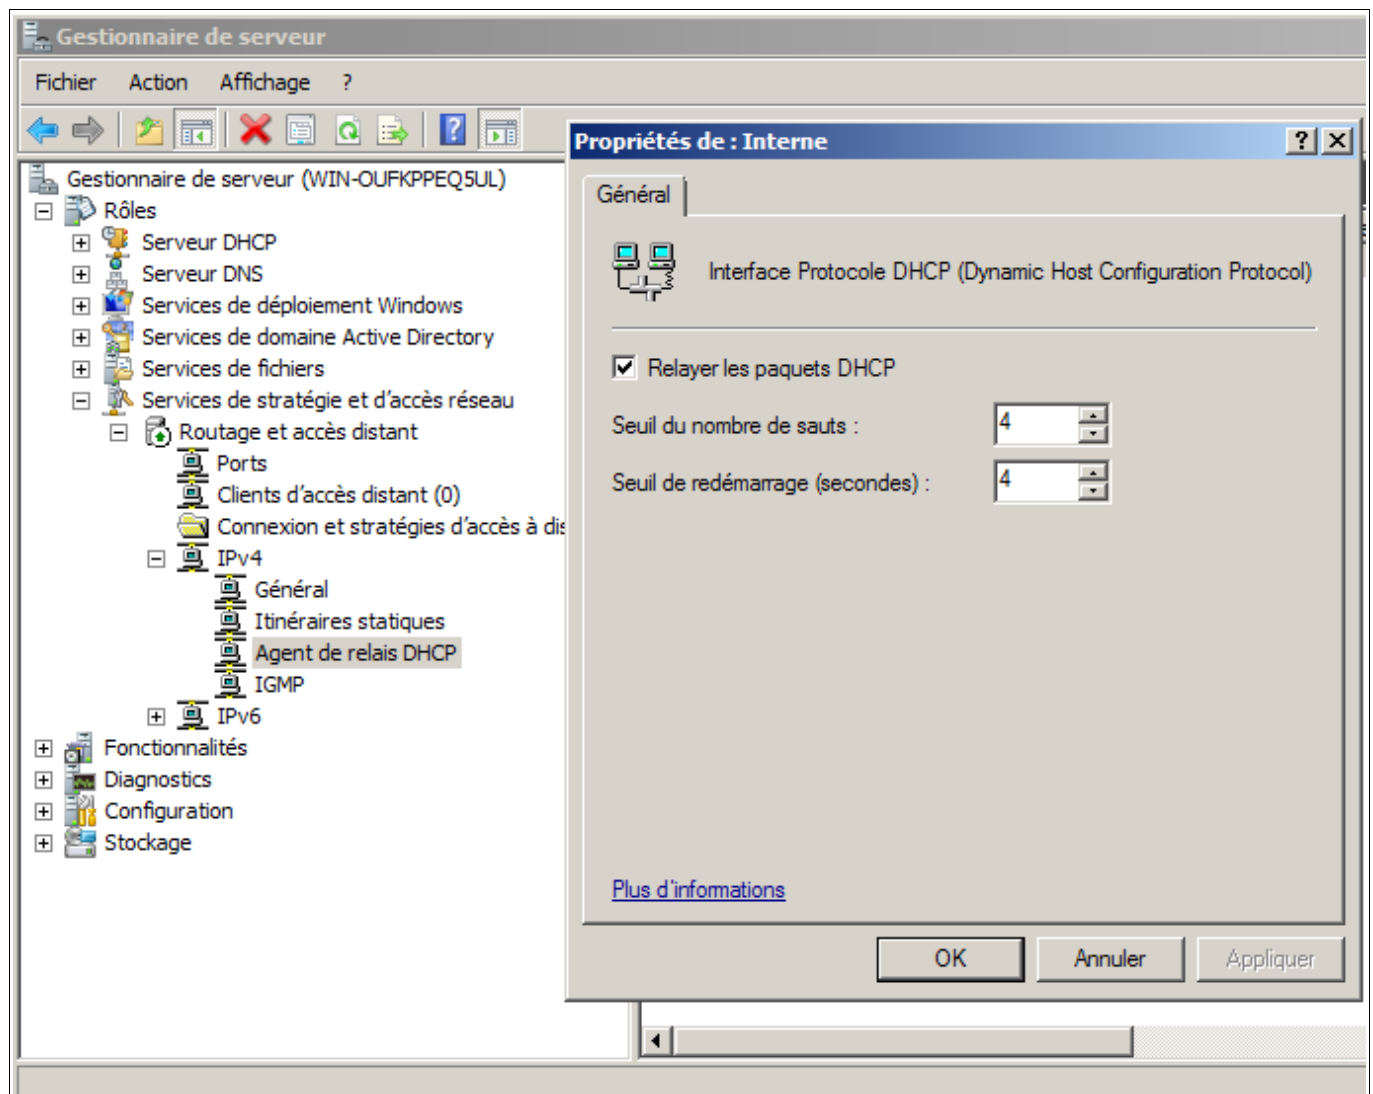 Gestionnaire de serveur
Fichier Action Affichage ?
Gestionnaire de serveur (WIN-OUFKPPEQ5UL)
Rôles
Serveur DHCP
Serveur DNS
Services de déploiement Windows
Services de domaine Active Directory
Services de fichiers
Services de stratégie et d'accès réseau
Routage et accès distant
Ports
Clients d'accès distant (0)
Connexion et stratégies d'accès à dis
IPv4
Général
Itinéraires statiques
Agent de relais DHCP
IGMP
IPv6
Fonctionnalités
Diagnostics
Configuration
Stockage
Propriétés de : Interne
Général
Interface Protocole DHCP (Dynamic Host Configuration Protocol)
Relayer les paquets DHCP
Seuil du nombre de sauts : 4
Seuil de redémarrage (secondes) : 4
Plus d'informations
OK Annuler Appliquer